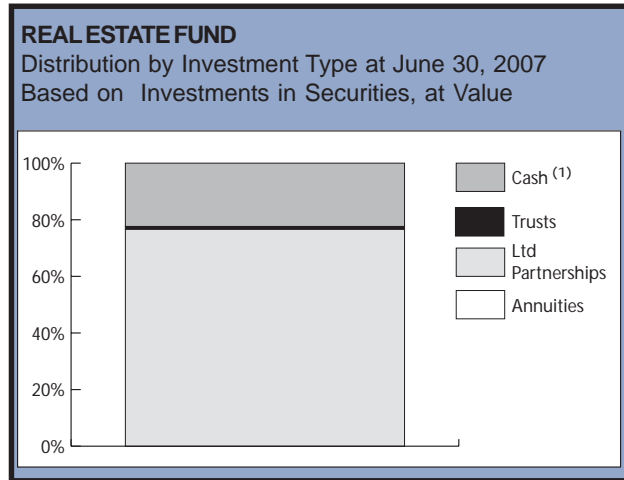 REAL ESTATE FUND
Distribution by Investment Type at June 30, 2007
Based on Investments in Securities, at Value
100%
80%
60%
40%
20%
0%
Cash (1)
Trusts
Ltd
Partnerships
Annuities